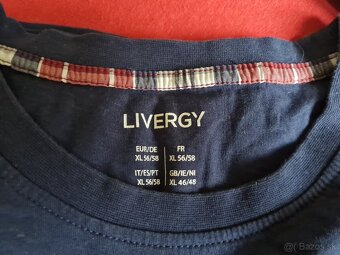 LIVERGY
EUR/DE FR
XL 56/58 XL 56/58
IT/ES/PT GB/IE/NI
XL 56/58 XL 46/48
Bazos.sk